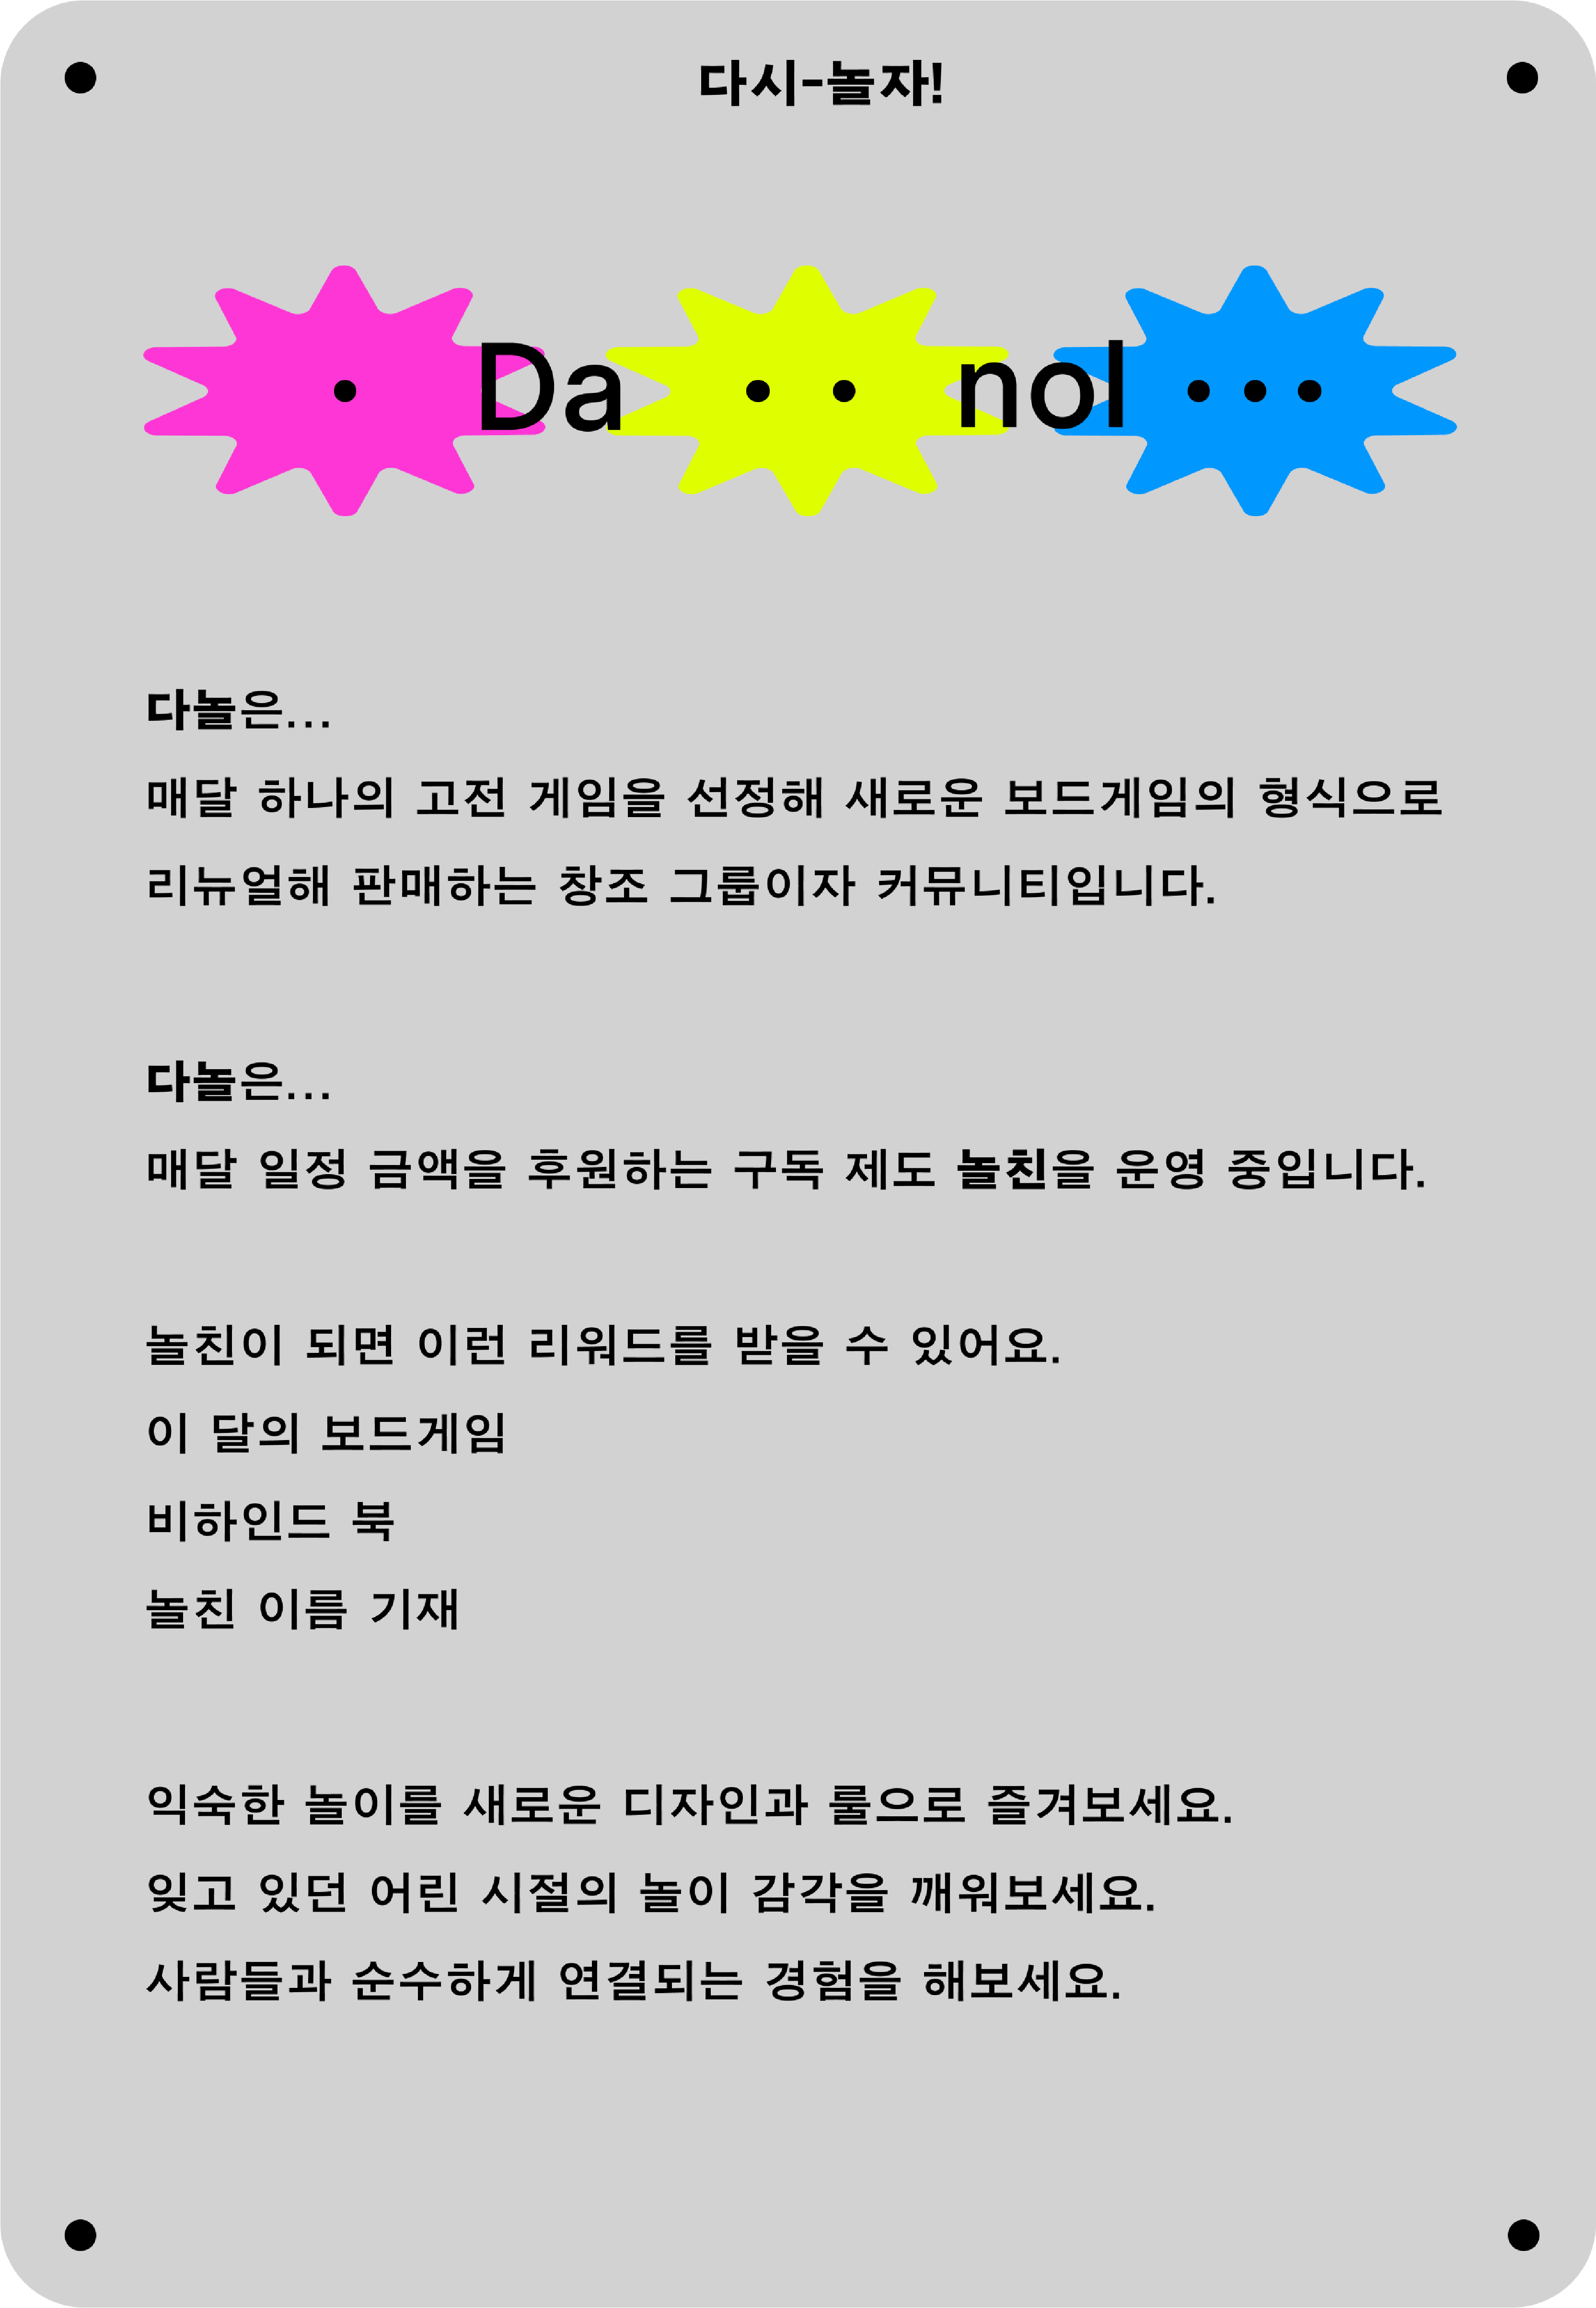 다시-놀자!
Da nol
다놀은...
매달 하나의 고전 게임을 선정해 새로운 보드게임의 형식으로
리뉴얼해 판매하는 창조 그룹이자 커뮤니티입니다.
다놀은...
매달 일정 금액을 후원하는 구독 제도 놀친을 운영 중입니다.
놀친이 되면 이런 리워드를 받을 수 있어요.
이 달의 보드게임
비하인드 북
놀친 이름 기재
익숙한 놀이를 새로운 디자인과 룰으로 즐겨보세요.
잊고 있던 어린 시절의 놀이 감각을 깨워보세요.
사람들과 순수하게 연결되는 경험을 해보세요.